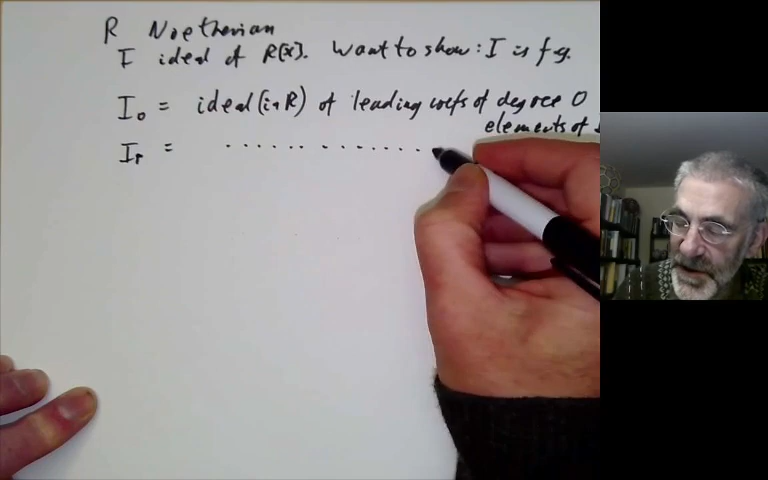 R Noetherian
I ideal of R[x]. Want to show: I is f.g.
I₀ = ideal (in R) of leading coefs of degree 0
elements of
I₁ = . . . . . . . . . . . . .